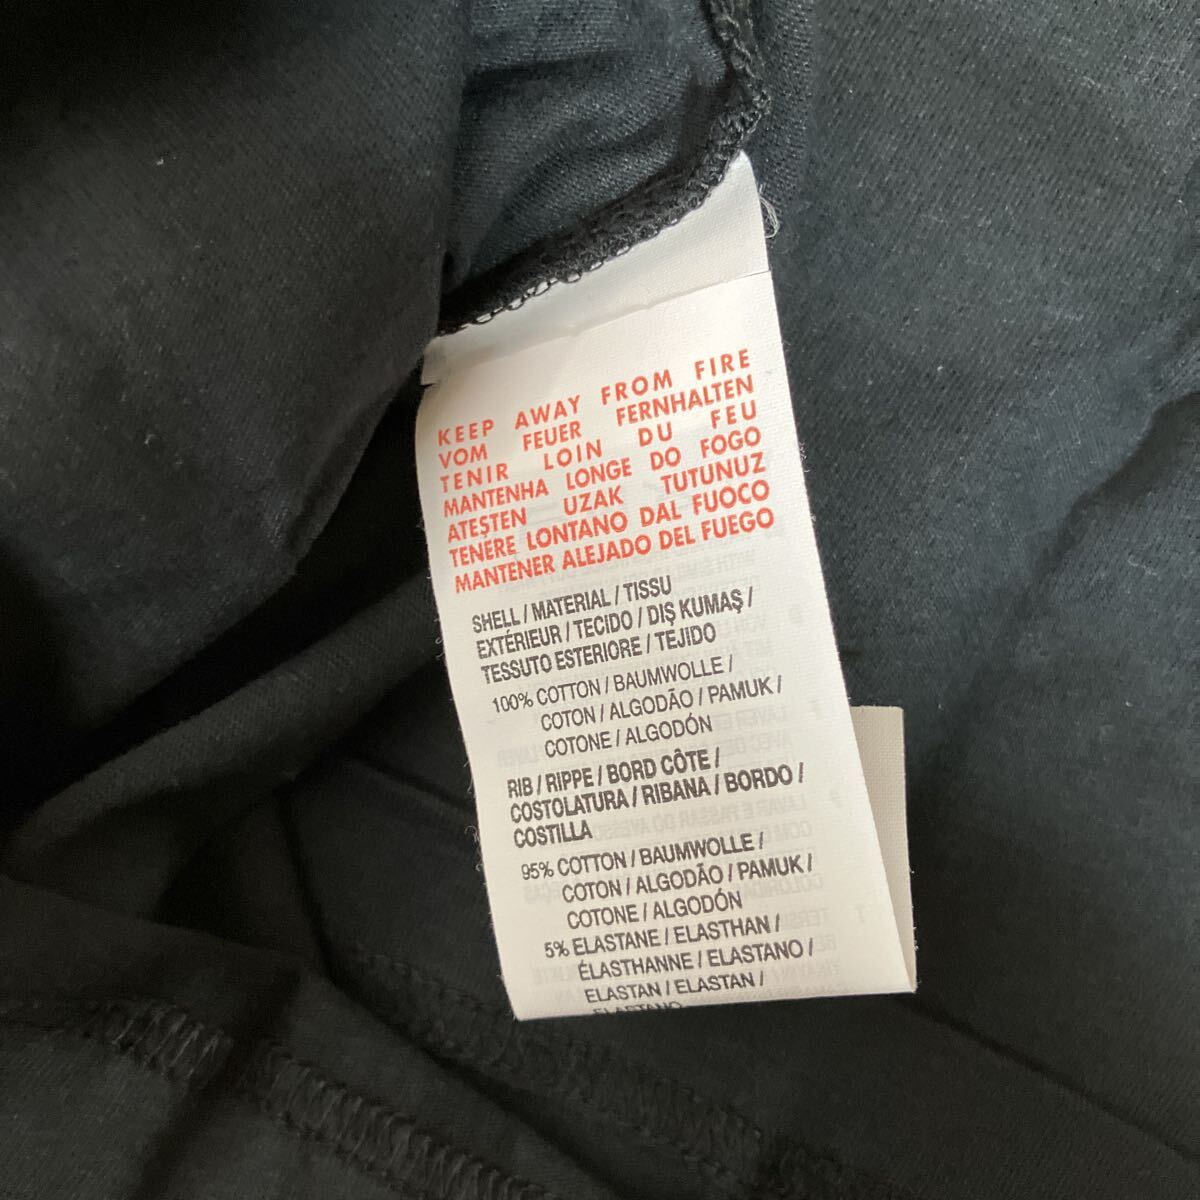 KEEP AWAY FROM FIRE
VOM FEUER FERNHALTEN
TENIR LOIN DU FEU
MANTENHA LONGE DO FOGO
ATEŞTEN UZAK TUTUNUZ
TENERE LONTANO DAL FUOCO
MANTENER ALEJADO DEL FUEGO
SHELL / MATERIAL / TISSU
EXTÉRIEUR / TECIDO / DIŞ KUMAŞ /
TESSUTO ESTERIORE / TEJIDO
100% COTTON / BAUMWOLLE /
COTON / ALGODÃO / PAMUK /
COTONE / ALGODÓN
RIB / RIPPE / BORD CÔTE /
COSTOLATURA / RIBANA / BORDO /
COSTILLA
95% COTTON / BAUMWOLLE /
COTON / ALGODÃO / PAMUK /
COTONE / ALGODÓN
5% ELASTANE / ELASTHAN /
ÉLASTHANNE / ELASTANO /
ELASTAN / ELASTAN /
ELASTANO